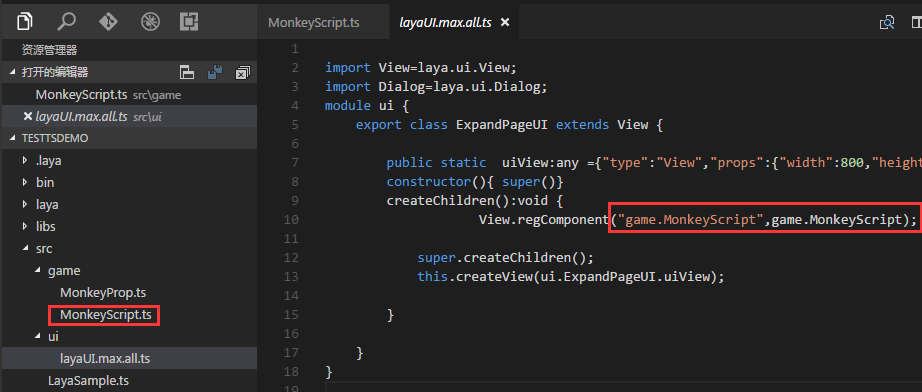 资源管理器
打开的编辑器
MonkeyScript.ts src\game
layaUI.max.all.ts src\ui
TESTTSDEMO
.laya
bin
laya
libs
src
game
MonkeyProp.ts
MonkeyScript.ts
ui
layaUI.max.all.ts
LayaSample.ts
MonkeyScript.ts layaUI.max.all.ts
1
2 import View=laya.ui.View;
3 import Dialog=laya.ui.Dialog;
4 module ui {
5 export class ExpandPageUI extends View {
6
7 public static uiView:any ={"type":"View","props":{"width":800,"height
8 constructor(){ super()}
9 createChildren():void {
10 View.regComponent("game.MonkeyScript",game.MonkeyScript);
11
12 super.createChildren();
13 this.createView(ui.ExpandPageUI.uiView);
14
15 }
16
17 }
18 }
19